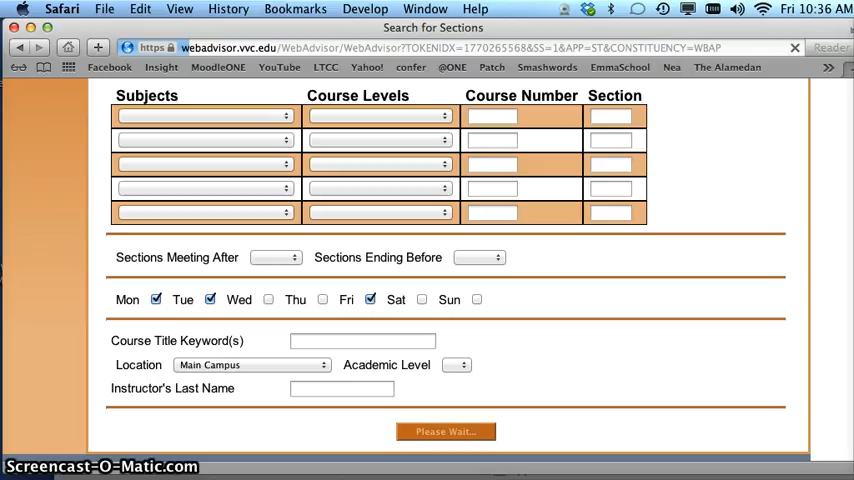 Safari File Edit View History Bookmarks Develop Window Help Fri 10:36 AM
Search for Sections
https webadvisor.vvc.edu/WebAdvisor/WebAdvisor?TOKENIDX=1770265568&SS=1&APP=ST&CONSTITUENCY=WBAP Reader
Facebook Insight MoodleONE YouTube LTCC Yahoo! confer @ONE Patch Smashwords EmmaSchool Nea The Alamedan
Subjects Course Levels Course Number Section
Sections Meeting After Sections Ending Before
Mon Tue Wed Thu Fri Sat Sun
Course Title Keyword(s)
Location Main Campus Academic Level
Instructor's Last Name
Please Wait...
Screencast-O-Matic.com